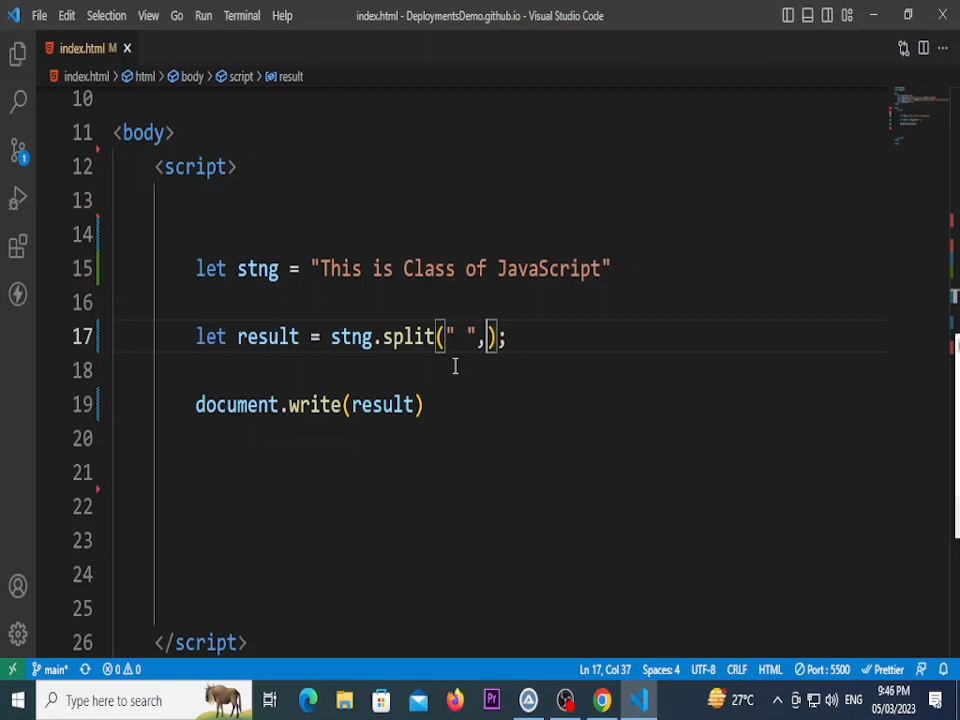 File Edit Selection View Go Run Terminal Help index.html - DeploymentsDemo.github.io - Visual Studio Code
index.html M
index.html > html > body > script > result
10
11 <body>
12 <script>
13
14
15 let stng = "This is Class of JavaScript"
16
17 let result = stng.split(" ",);
18
19 document.write(result)
20
21
22
23
24
25
26 </script>
1
main* 0 0 Ln 17, Col 37 Spaces: 4 UTF-8 CRLF HTML Port : 5500 Prettier
Type here to search 27°C ENG 9:46 PM
05/03/2023